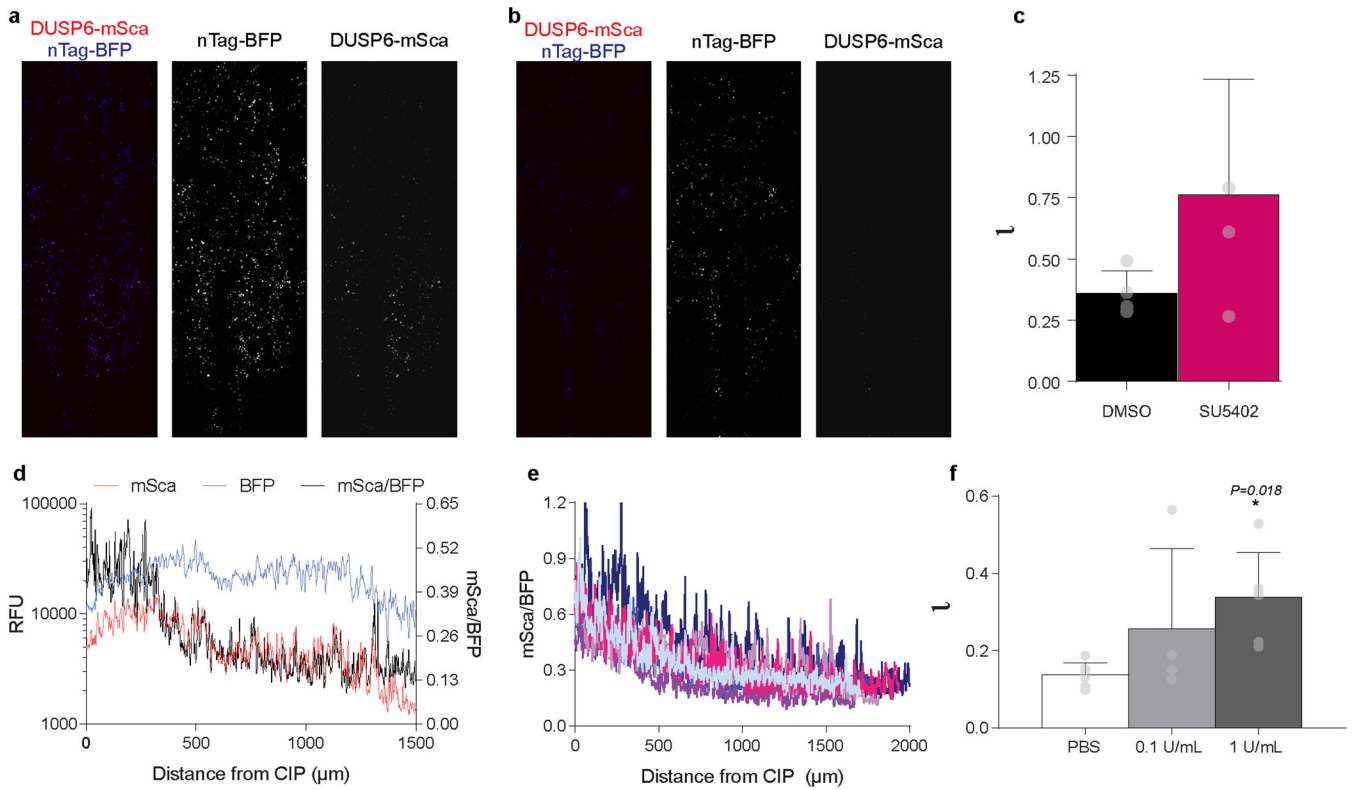 a
DUSP6-mSca
nTag-BFP
nTag-BFP
DUSP6-mSca
b
DUSP6-mSca
nTag-BFP
nTag-BFP
DUSP6-mSca
c
1.25
1.00
0.75
0.50
0.25
0.00
ι
DMSO
SU5402
d
mSca
BFP
mSca/BFP
100000
10000
1000
RFU
0.65
0.52
0.39
0.26
0.13
0.00
mSca/BFP
0
500
1000
1500
Distance from CIP (µm)
e
1.2
0.9
0.6
0.3
0.0
mSca/BFP
0
500
1000
1500
2000
Distance from CIP (µm)
f
0.6
0.4
0.2
0.0
ι
P=0.018
*
PBS
0.1 U/mL
1 U/mL